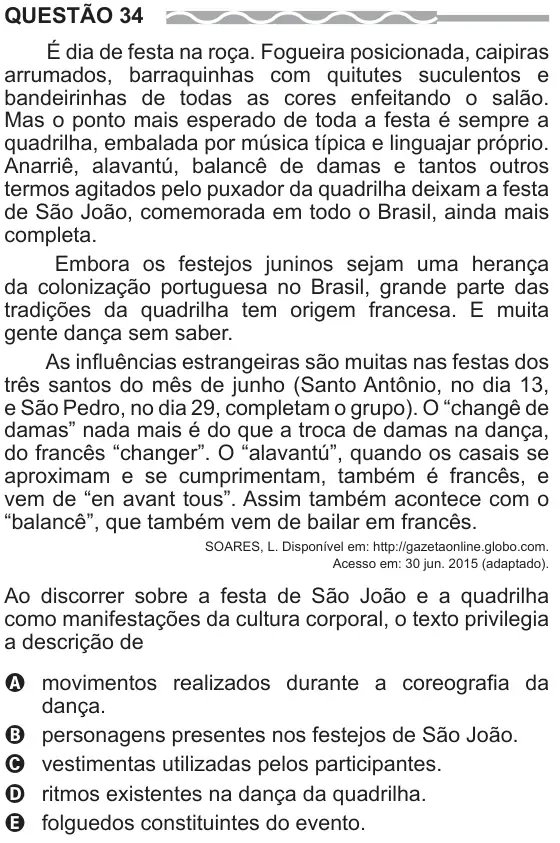 QUESTÃO 34
É dia de festa na roça. Fogueira posicionada, caipiras
arrumados, barraquinhas com quitutes suculentos e
bandeirinhas de todas as cores enfeitando o salão.
Mas o ponto mais esperado de toda a festa é sempre a
quadrilha, embalada por música típica e linguajar próprio.
Anarriê, alavantú, balancê de damas e tantos outros
termos agitados pelo puxador da quadrilha deixam a festa
de São João, comemorada em todo o Brasil, ainda mais
completa.
Embora os festejos juninos sejam uma herança
da colonização portuguesa no Brasil, grande parte das
tradições da quadrilha tem origem francesa. E muita
gente dança sem saber.
As influências estrangeiras são muitas nas festas dos
três santos do mês de junho (Santo Antônio, no dia 13,
e São Pedro, no dia 29, completam o grupo). O “changê de
damas” nada mais é do que a troca de damas na dança,
do francês “changer”. O “alavantú”, quando os casais se
aproximam e se cumprimentam, também é francês, e
vem de “en avant tous”. Assim também acontece com o
“balancê”, que também vem de bailar em francês.
SOARES, L. Disponível em: http://gazetaonline.globo.com.
Acesso em: 30 jun. 2015 (adaptado).
Ao discorrer sobre a festa de São João e a quadrilha
como manifestações da cultura corporal, o texto privilegia
a descrição de
A movimentos realizados durante a coreografia da
dança.
B personagens presentes nos festejos de São João.
C vestimentas utilizadas pelos participantes.
D ritmos existentes na dança da quadrilha.
E folguedos constituintes do evento.